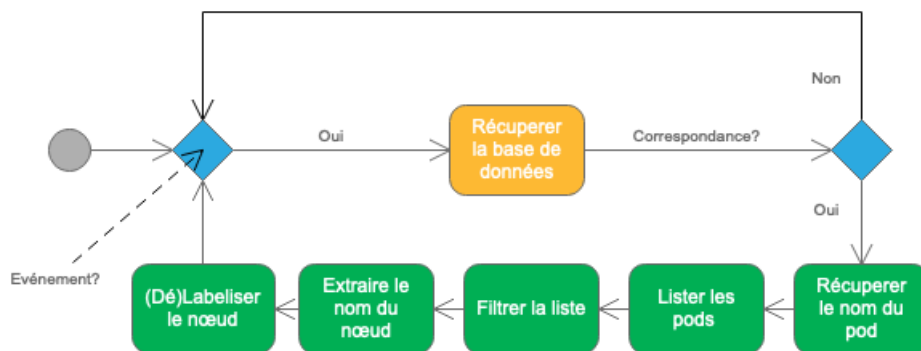 Non
Oui
Récuperer
la base de
données
Correspondance?
Oui
Evénement?
(Dé)Labeliser
le nœud
Extraire le
nom du
nœud
Filtrer la liste
Lister les
pods
Récuperer
le nom du
pod